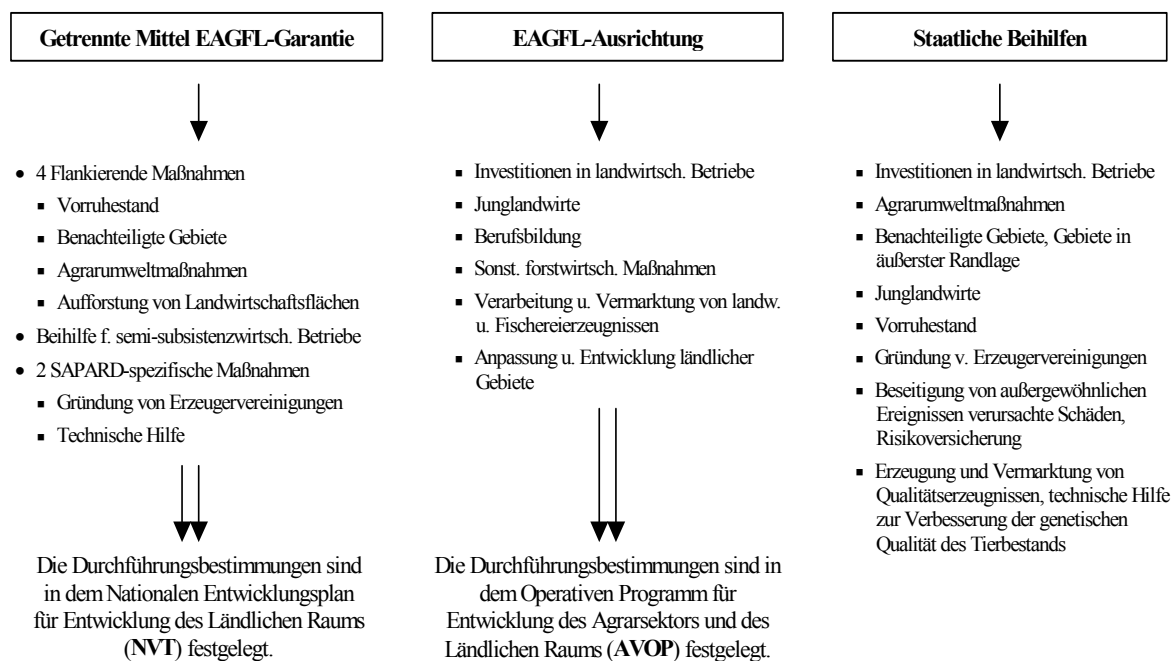 Getrennte Mittel EAGFL-Garantie
• 4 Flankierende Maßnahmen
▪ Vorruhestand
▪ Benachteiligte Gebiete
▪ Agrarumweltmaßnahmen
▪ Aufforstung von Landwirtschaftsflächen
• Beihilfe f. semi-subsistenzwirtsch. Betriebe
• 2 SAPARD-spezifische Maßnahmen
▪ Gründung von Erzeugervereinigungen
▪ Technische Hilfe
Die Durchführungsbestimmungen sind
in dem Nationalen Entwicklungsplan
für Entwicklung des Ländlichen Raums
(NVT) festgelegt.
EAGFL-Ausrichtung
▪ Investitionen in landwirtsch. Betriebe
▪ Junglandwirte
▪ Berufsbildung
▪ Sonst. forstwirtsch. Maßnahmen
▪ Verarbeitung u. Vermarktung von landw.
u. Fischereierzeugnissen
▪ Anpassung u. Entwicklung ländlicher
Gebiete
Die Durchführungsbestimmungen sind in
dem Operativen Programm für
Entwicklung des Agrarsektors und des
Ländlichen Raums (AVOP) festgelegt.
Staatliche Beihilfen
▪ Investitionen in landwirtsch. Betriebe
▪ Agrarumweltmaßnahmen
▪ Benachteiligte Gebiete, Gebiete in
äußerster Randlage
▪ Junglandwirte
▪ Vorruhestand
▪ Gründung v. Erzeugervereinigungen
▪ Beseitigung von außergewöhnlichen
Ereignissen verursachte Schäden,
Risikoversicherung
▪ Erzeugung und Vermarktung von
Qualitätserzeugnissen, technische Hilfe
zur Verbesserung der genetischen
Qualität des Tierbestands